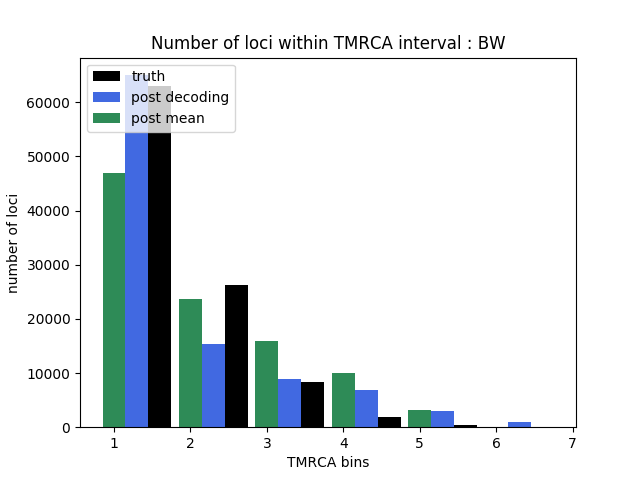 Number of loci within TMRCA interval : BW
truth
post decoding
post mean
number of loci
60000
50000
40000
30000
20000
10000
0
1 2 3 4 5 6 7
TMRCA bins